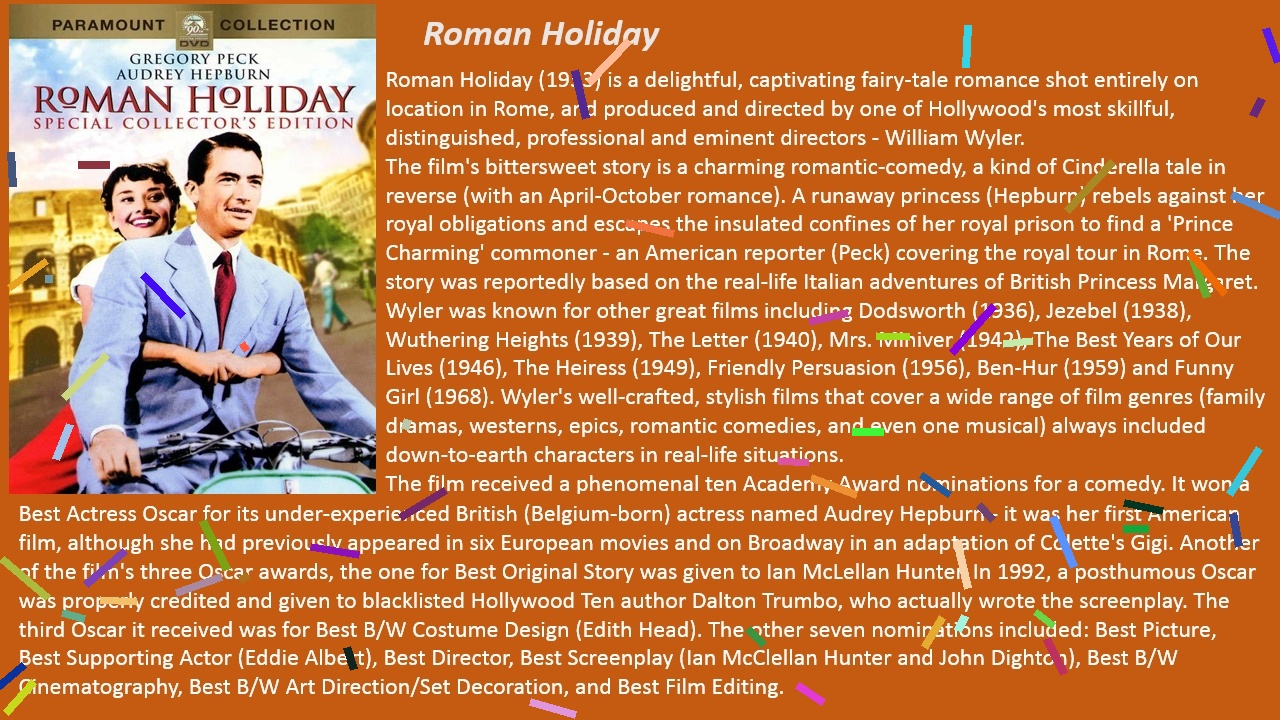 PARAMOUNT COLLECTION
90
DVD
GREGORY PECK
AUDREY HEPBURN
ROMAN HOLIDAY
SPECIAL COLLECTOR'S EDITION
Roman Holiday
Roman Holiday (1953) is a delightful, captivating fairy-tale romance shot entirely on
location in Rome, and produced and directed by one of Hollywood's most skillful,
distinguished, professional and eminent directors - William Wyler.
The film's bittersweet story is a charming romantic-comedy, a kind of Cinderella tale in
reverse (with an April-October romance). A runaway princess (Hepburn) rebels against her
royal obligations and escapes the insulated confines of her royal prison to find a 'Prince
Charming' commoner - an American reporter (Peck) covering the royal tour in Rome. The
story was reportedly based on the real-life Italian adventures of British Princess Margaret.
Wyler was known for other great films including Dodsworth (1936), Jezebel (1938),
Wuthering Heights (1939), The Letter (1940), Mrs. Miniver (1942), The Best Years of Our
Lives (1946), The Heiress (1949), Friendly Persuasion (1956), Ben-Hur (1959) and Funny
Girl (1968). Wyler's well-crafted, stylish films that cover a wide range of film genres (family
dramas, westerns, epics, romantic comedies, and even one musical) always included
down-to-earth characters in real-life situations.
The film received a phenomenal ten Academy Award nominations for a comedy. It won a
Best Actress Oscar for its under-experienced British (Belgium-born) actress named Audrey Hepburn - it was her first American
film, although she had previously appeared in six European movies and on Broadway in an adaptation of Colette's Gigi. Another
of the film's three Oscar awards, the one for Best Original Story was given to Ian McLellan Hunter. In 1992, a posthumous Oscar
was properly credited and given to blacklisted Hollywood Ten author Dalton Trumbo, who actually wrote the screenplay. The
third Oscar it received was for Best B/W Costume Design (Edith Head). The other seven nominations included: Best Picture,
Best Supporting Actor (Eddie Albert), Best Director, Best Screenplay (Ian McClellan Hunter and John Dighton), Best B/W
Cinematography, Best B/W Art Direction/Set Decoration, and Best Film Editing.